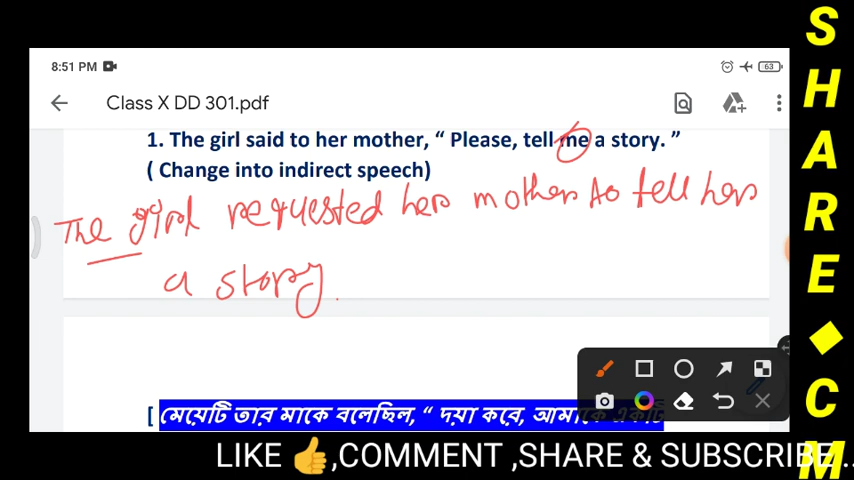 8:51 PM
63
Class X DD 301.pdf
1. The girl said to her mother, “ Please, tell me a story. ”
( Change into indirect speech)
The girl requested her mother to tell her
a story.
[ মেয়েটি তার মাকে বলেছিল, “ দয়া করে, আমাকে একটি
LIKE 👍,COMMENT ,SHARE & SUBSCRIBE ..
SHARE ◆ CM